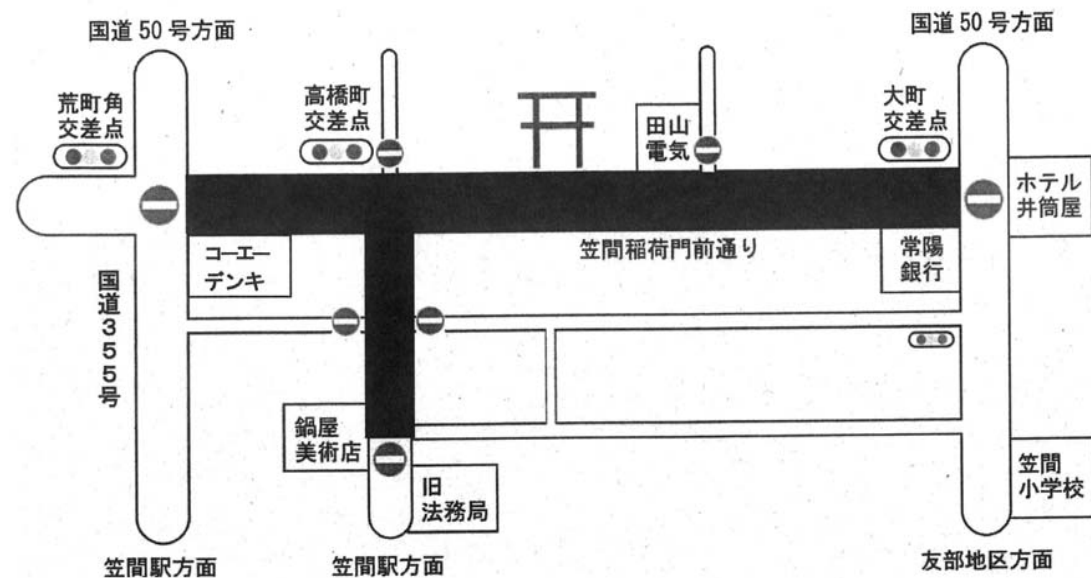 国道50号方面
国道50号方面
荒町角
交差点
高橋町
交差点
田山
電気
大町
交差点
ホテル
井筒屋
コーエー
デンキ
笠間稲荷門前通り
常陽
銀行
国道355号
鍋屋
美術店
旧
法務局
笠間
小学校
笠間駅方面
笠間駅方面
友部地区方面